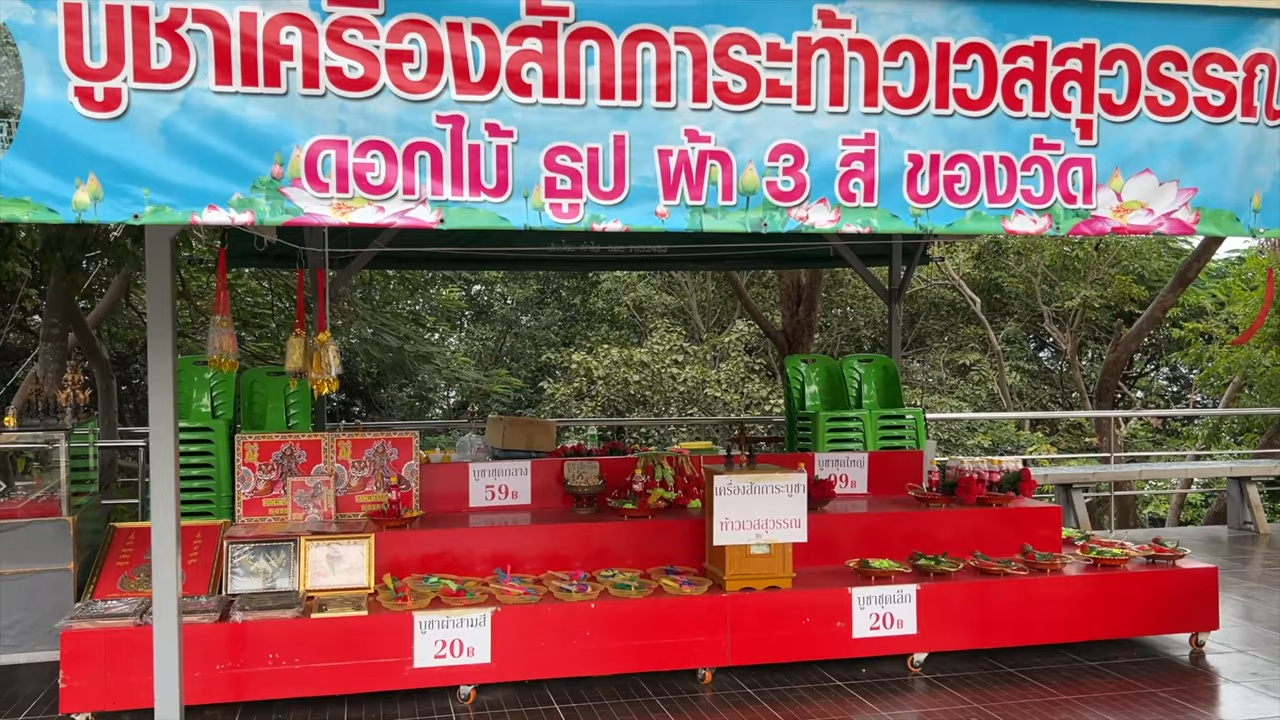 บูชาเครื่องสักการะท้าวเวสสุวรรณ
ดอกไม้ ธูป ผ้า 3 สี ของวัด
บูชาชุดกลาง
59 B
บูชาชุดใหญ่
99 B
เครื่องสักการะบูชา
ท้าวเวสสุวรรณ
บูชาผ้าสามสี
20 B
บูชาชุดเล็ก
20 B